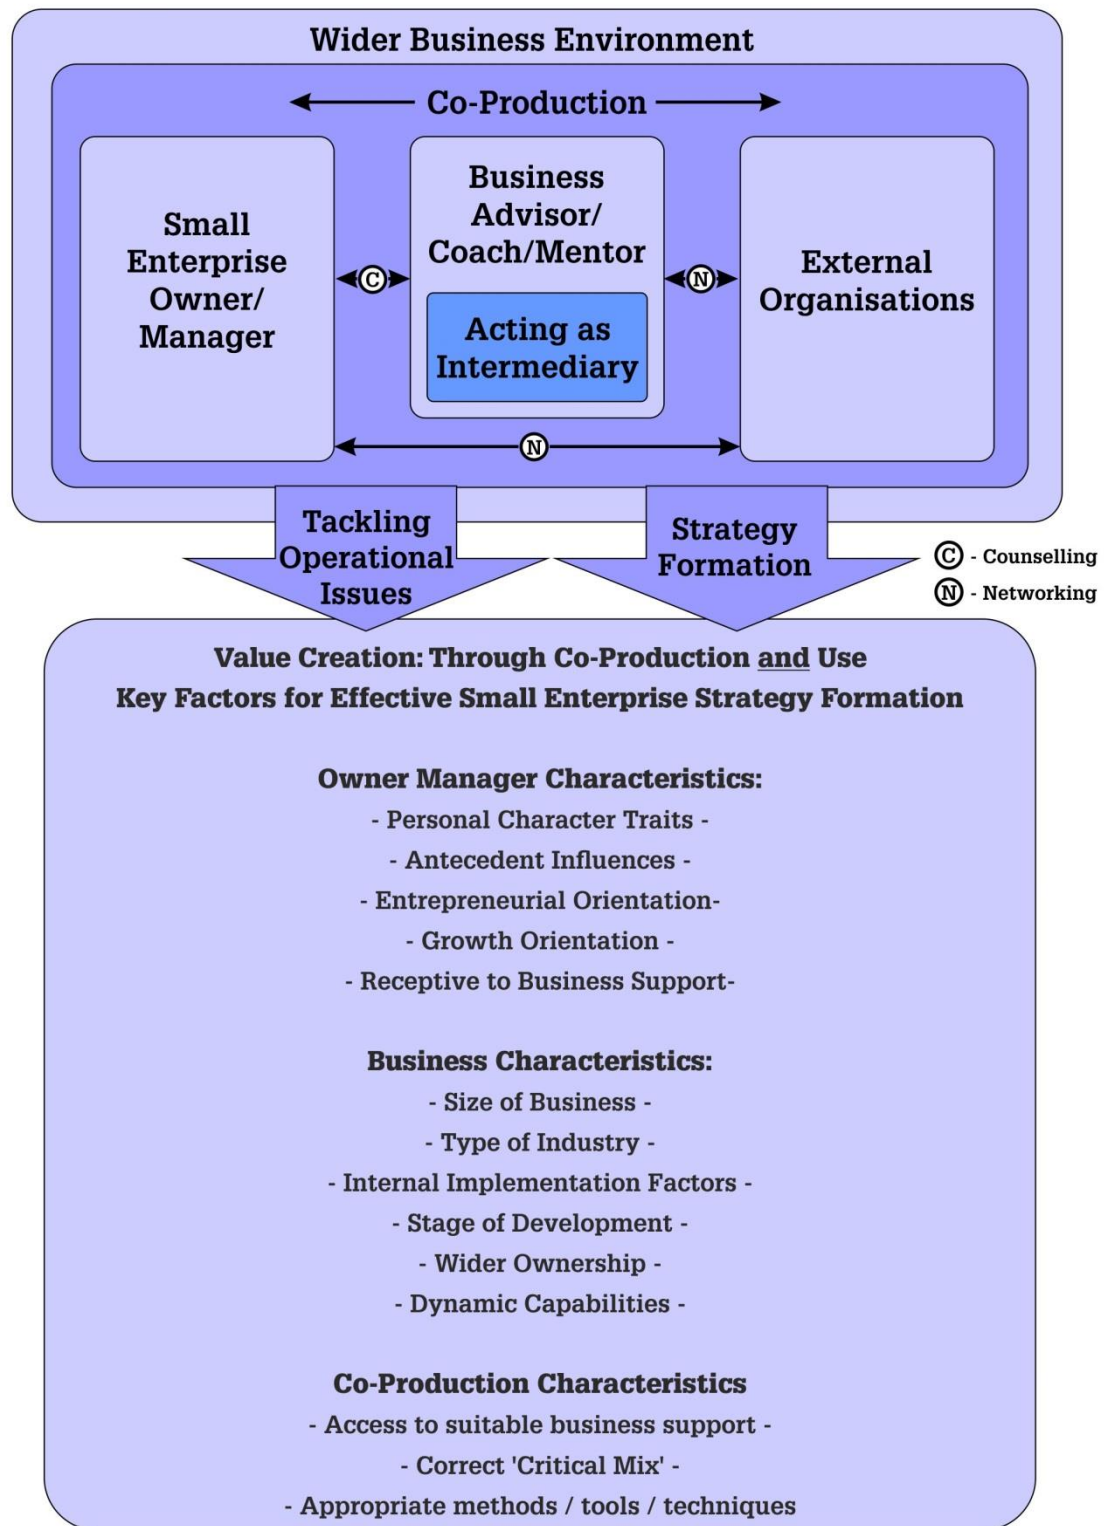 Wider Business Environment
Co-Production
Small
Enterprise
Owner/
Manager
C
Business
Advisor/
Coach/Mentor
Acting as
Intermediary
N
External
Organisations
N
Tackling
Operational
Issues
Strategy
Formation
C - Counselling
N - Networking
Value Creation: Through Co-Production and Use
Key Factors for Effective Small Enterprise Strategy Formation
Owner Manager Characteristics:
- Personal Character Traits -
- Antecedent Influences -
- Entrepreneurial Orientation-
- Growth Orientation -
- Receptive to Business Support-
Business Characteristics:
- Size of Business -
- Type of Industry -
- Internal Implementation Factors -
- Stage of Development -
- Wider Ownership -
- Dynamic Capabilities -
Co-Production Characteristics
- Access to suitable business support -
- Correct 'Critical Mix' -
- Appropriate methods / tools / techniques